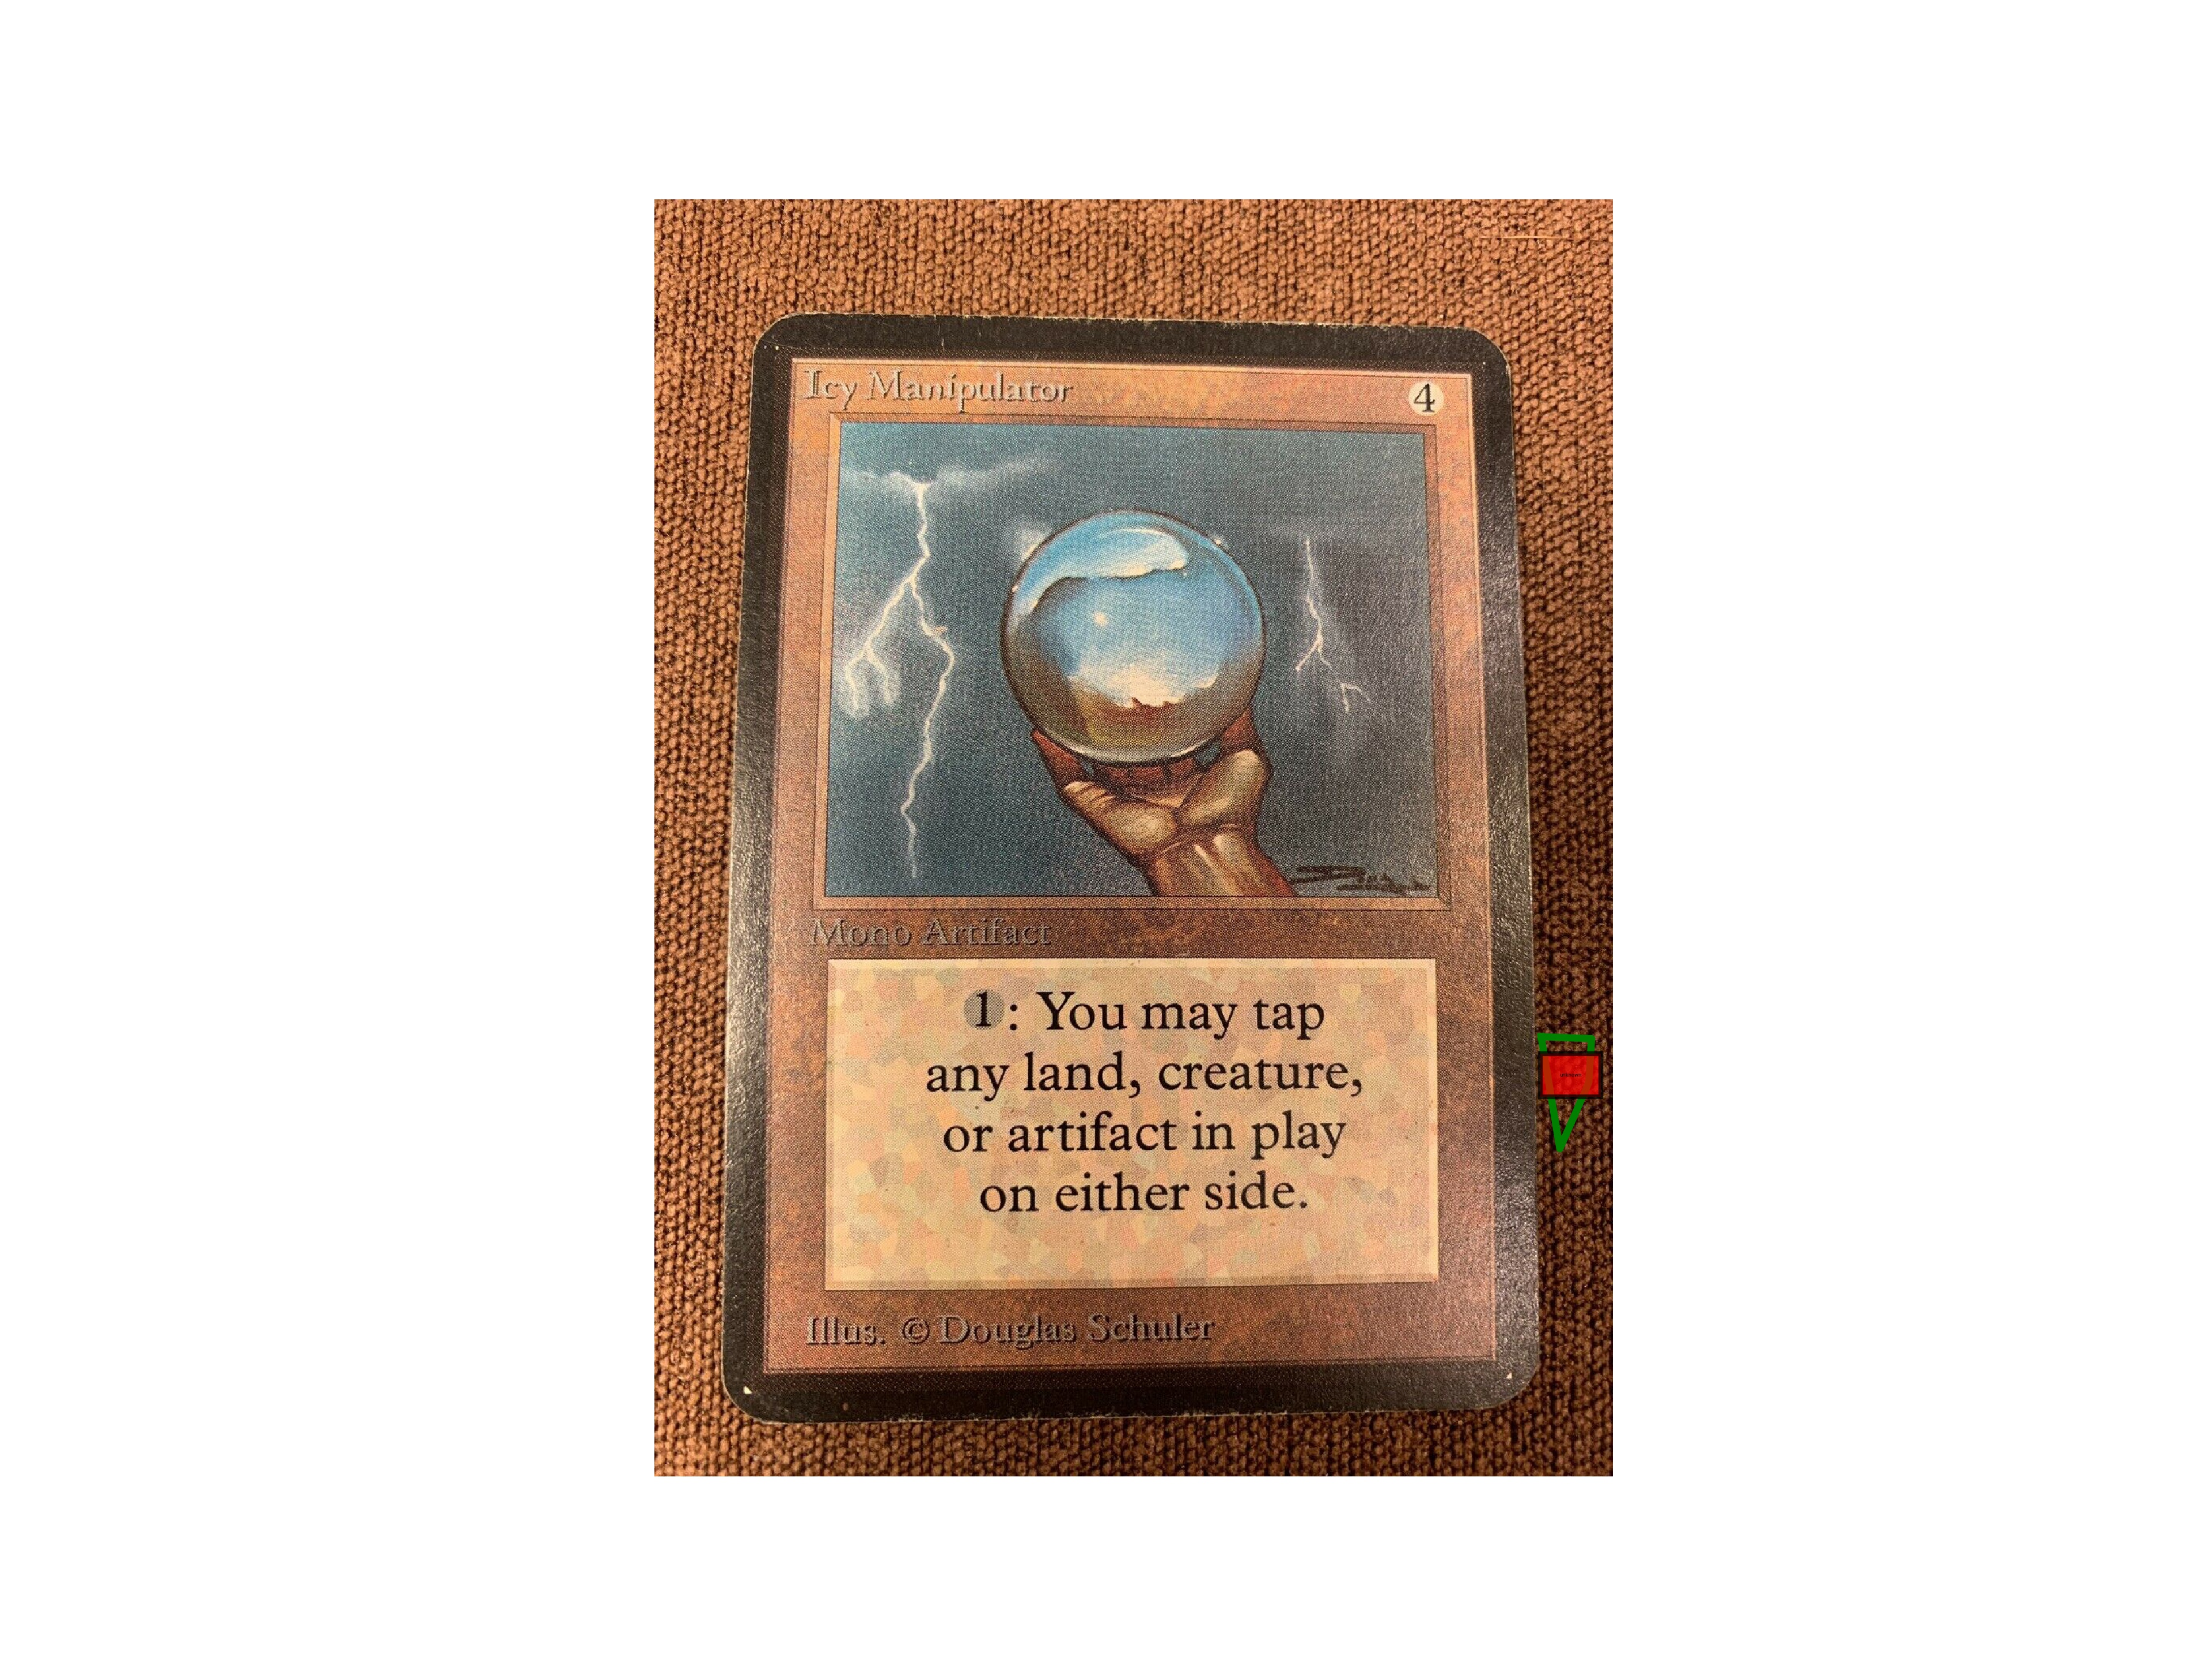 Icy Manipulator
4
Mono Artifact
1: You may tap
any land, creature,
or artifact in play
on either side.
Illus. © Douglas Schuler